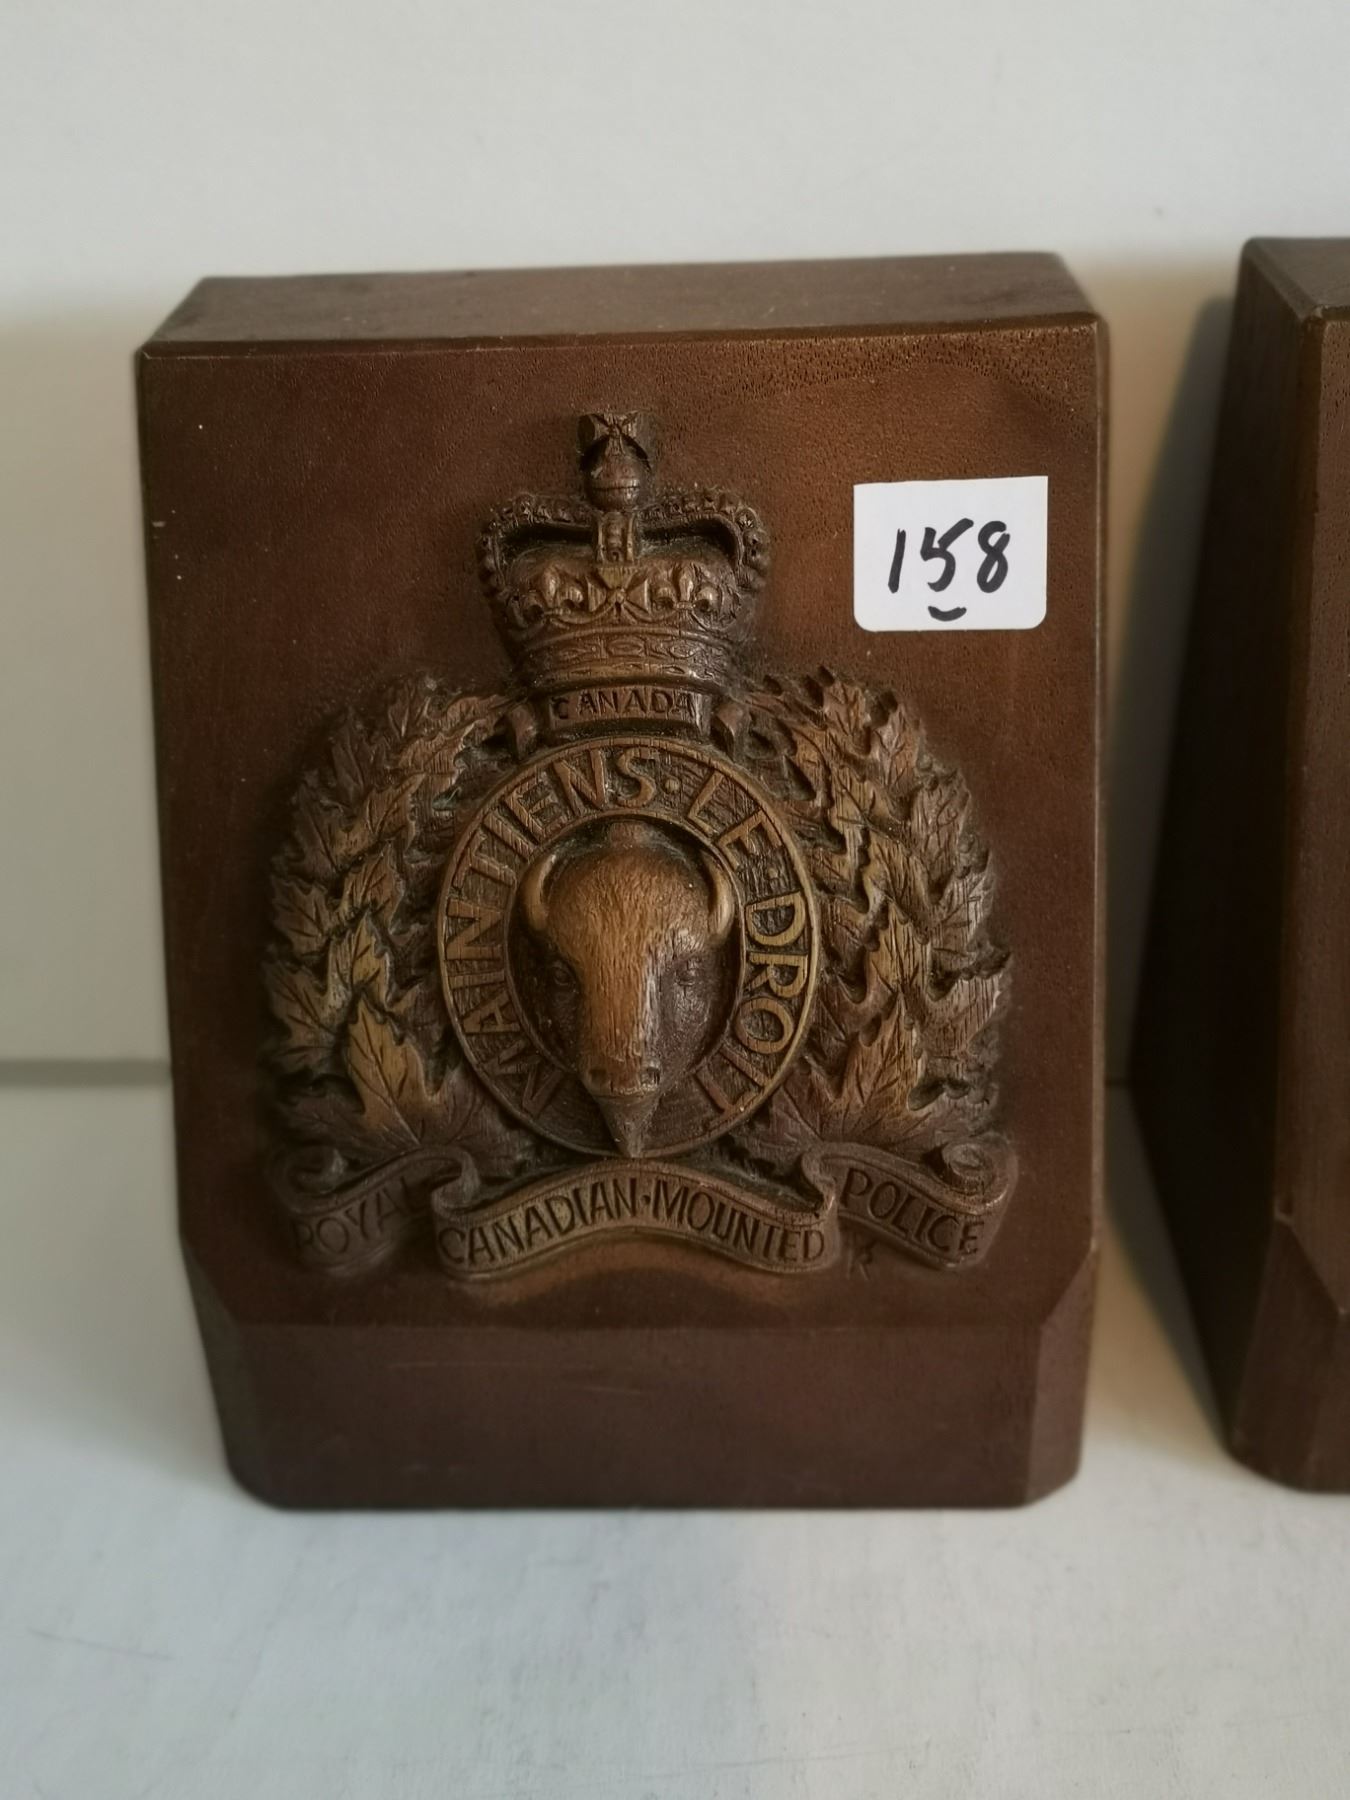 158
CANADA
MAINTIENS·LE·DROIT
ROYAL CANADIAN·MOUNTED POLICE